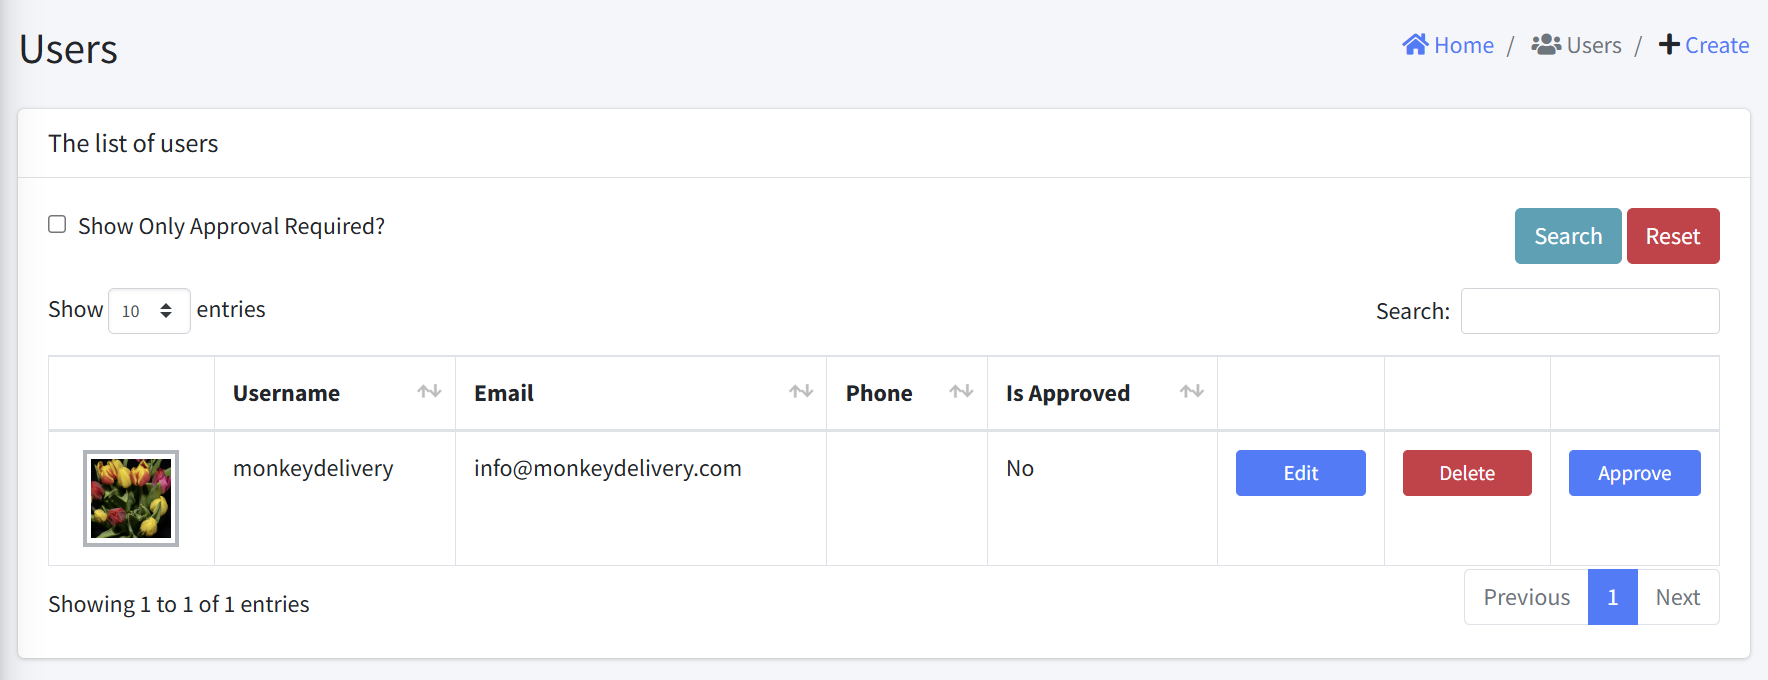 Users
Home / Users / Create
The list of users
Show Only Approval Required?
Search Reset
Show 10 entries
Search:
Username Email Phone Is Approved
monkeydelivery info@monkeydelivery.com No Edit Delete Approve
Showing 1 to 1 of 1 entries
Previous 1 Next